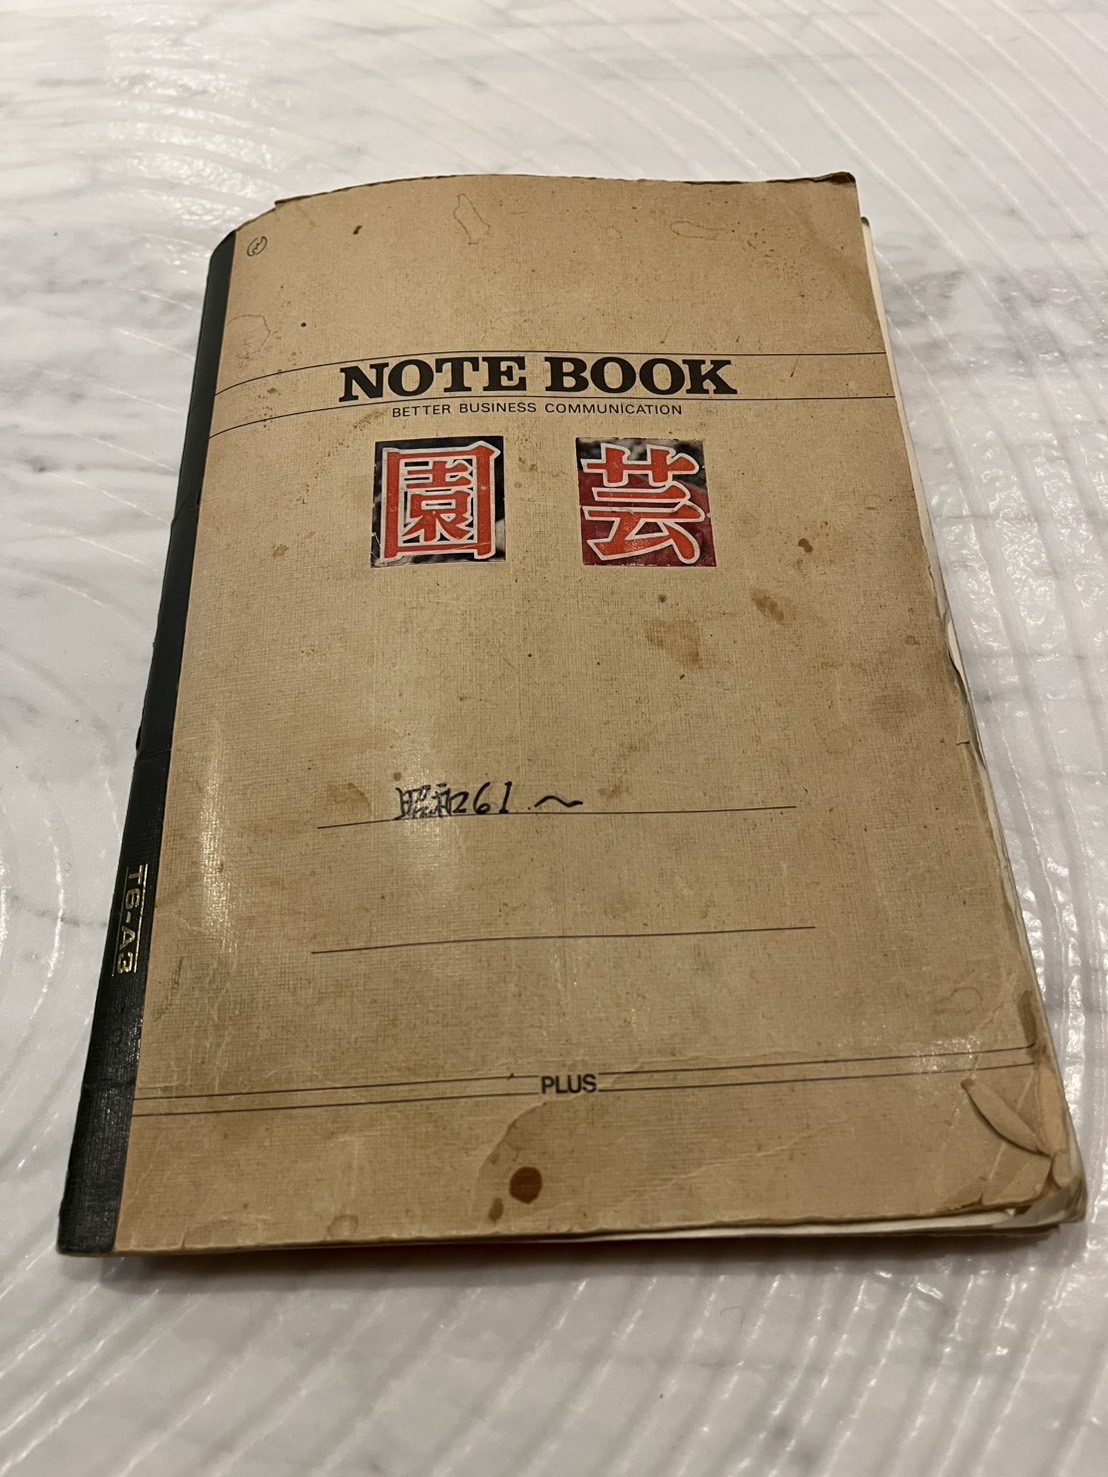 NOTE BOOK
BETTER BUSINESS COMMUNICATION
園芸
昭和61〜
PLUS
T6-A3